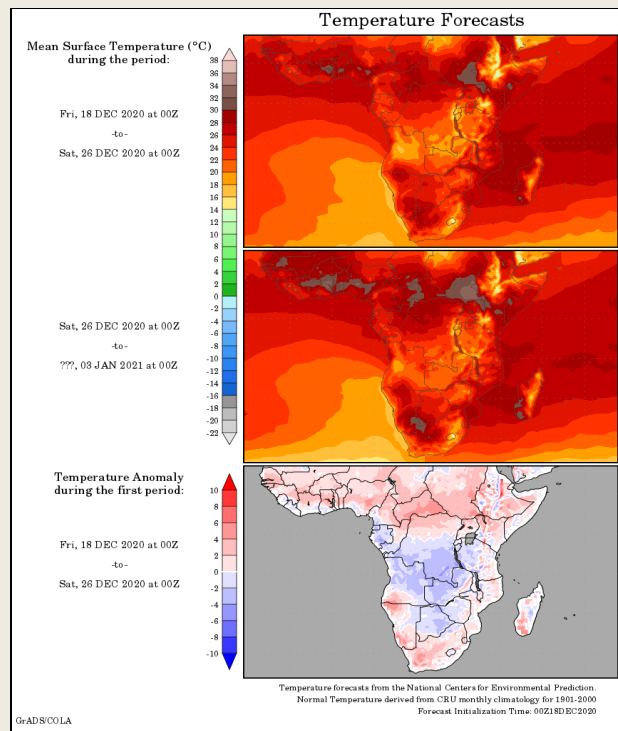 Temperature Forecasts
Mean Surface Temperature (°C)
during the period:
Fri, 18 DEC 2020 at 00Z
-to-
Sat, 26 DEC 2020 at 00Z
38
36
34
32
30
28
26
24
22
20
18
16
14
12
10
8
6
4
2
0
-2
-4
-6
-8
-10
-12
-14
-16
-18
-20
-22
Sat, 26 DEC 2020 at 00Z
-to-
???, 03 JAN 2021 at 00Z
Temperature Anomaly
during the first period:
Fri, 18 DEC 2020 at 00Z
-to-
Sat, 26 DEC 2020 at 00Z
10
8
6
4
2
0
-2
-4
-6
-8
-10
Temperature forecasts from the National Centers for Environmental Prediction.
Normal Temperature derived from CRU monthly climatology for 1901-2000
Forecast Initialization Time: 00Z18DEC2020
GrADS/COLA